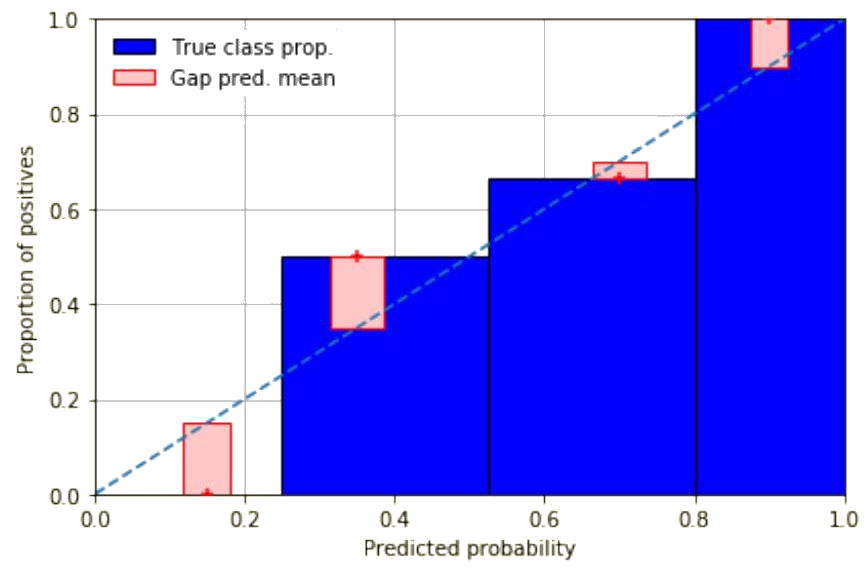 True class prop.
Gap pred. mean
Proportion of positives
1.0
0.8
0.6
0.4
0.2
0.0
0.0 0.2 0.4 0.6 0.8 1.0
Predicted probability